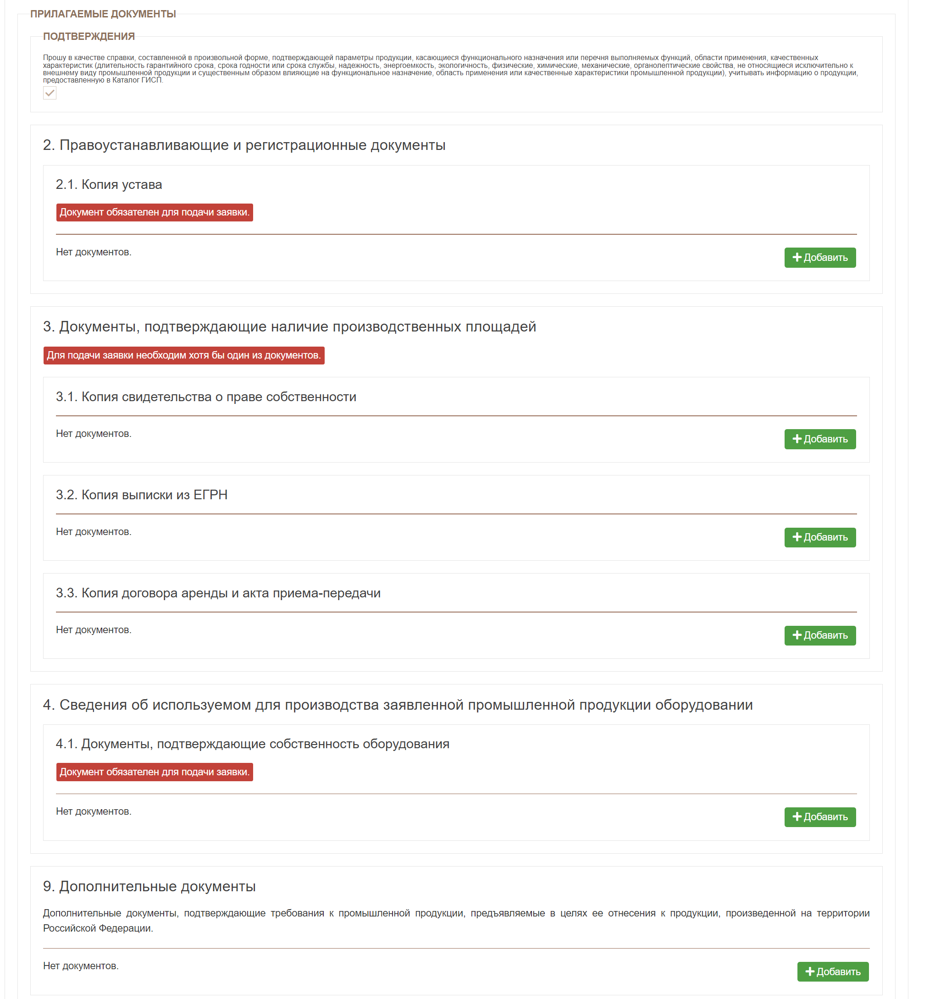 ПРИЛАГАЕМЫЕ ДОКУМЕНТЫ
ПОДТВЕРЖДЕНИЯ
Прошу в качестве справки, составленной в произвольной форме, подтверждающей параметры продукции, касающиеся функционального назначения или перечня выполняемых функций, области применения, качественных
характеристик (длительность гарантийного срока, срока годности или срока службы, надежность, энергоемкость, экологичность, физические, химические, механические, органолептические свойства, не относящиеся исключительно к
внешнему виду промышленной продукции и существенным образом влияющие на функциональное назначение, область применения или качественные характеристики промышленной продукции), учитывать информацию о продукции,
предоставленную в Каталог ГИСП.
2. Правоустанавливающие и регистрационные документы
2.1. Копия устава
Документ обязателен для подачи заявки.
Нет документов.
Добавить
3. Документы, подтверждающие наличие производственных площадей
Для подачи заявки необходим хотя бы один из документов.
3.1. Копия свидетельства о праве собственности
Нет документов.
Добавить
3.2. Копия выписки из ЕГРН
Нет документов.
Добавить
3.3. Копия договора аренды и акта приема-передачи
Нет документов.
Добавить
4. Сведения об используемом для производства заявленной промышленной продукции оборудовании
4.1. Документы, подтверждающие собственность оборудования
Документ обязателен для подачи заявки.
Нет документов.
Добавить
9. Дополнительные документы
Дополнительные документы, подтверждающие требования к промышленной продукции, предъявляемые в целях ее отнесения к продукции, произведенной на территории
Российской Федерации.
Нет документов.
Добавить